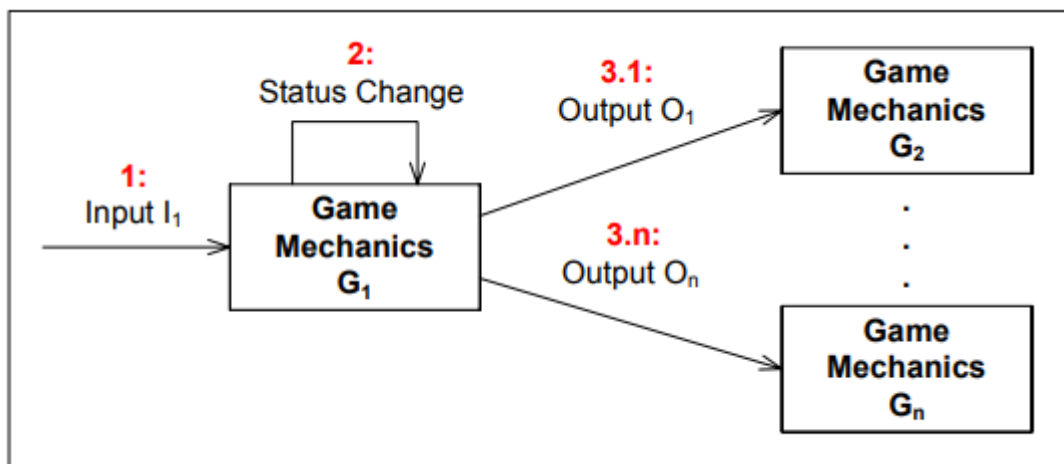 1:
Input I₁
2:
Status Change
Game
Mechanics
G₁
3.1:
Output O₁
3.n:
Output Oₙ
Game
Mechanics
G₂
.
.
.
Game
Mechanics
Gₙ